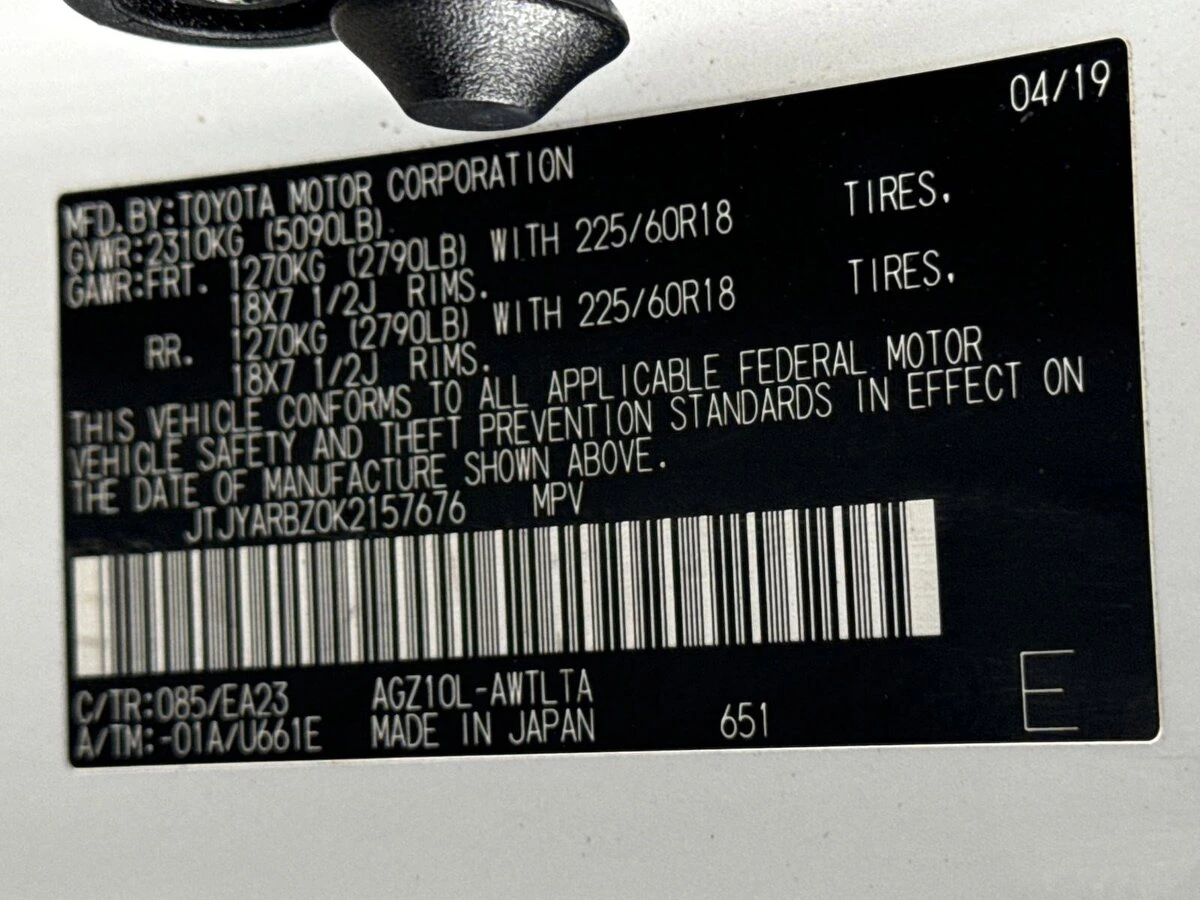 04/19
MFD.BY:TOYOTA MOTOR CORPORATION
GVWR:2310KG (5090LB)
GAWR:FRT. 1270KG (2790LB) WITH 225/60R18 TIRES.
18X7 1/2J RIMS.
RR. 1270KG (2790LB) WITH 225/60R18 TIRES.
18X7 1/2J RIMS.
THIS VEHICLE CONFORMS TO ALL APPLICABLE FEDERAL MOTOR
VEHICLE SAFETY AND THEFT PREVENTION STANDARDS IN EFFECT ON
THE DATE OF MANUFACTURE SHOWN ABOVE.
JTJYARBZ0K2157676 MPV
C/TR:085/EA23 AGZ10L-AWTLTA
A/TM:-01A/U661E MADE IN JAPAN 651 E